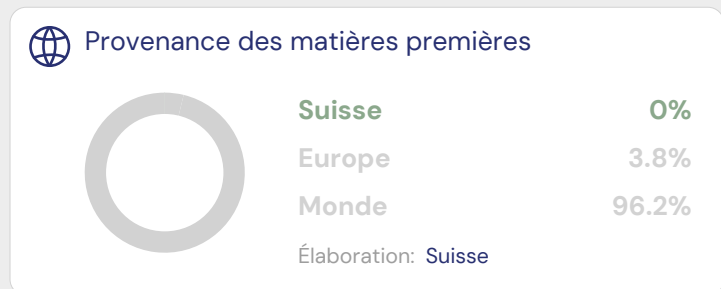 Provenance des matières premières
Suisse 0%
Europe 3.8%
Monde 96.2%
Élaboration: Suisse